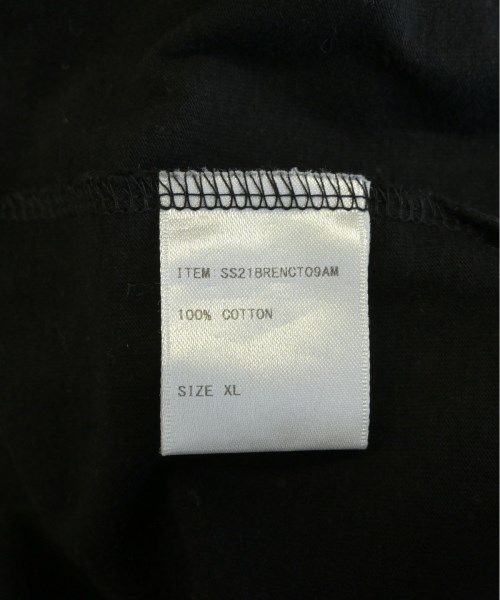 ITEM SS21BRENCT09AM
100% COTTON
SIZE XL